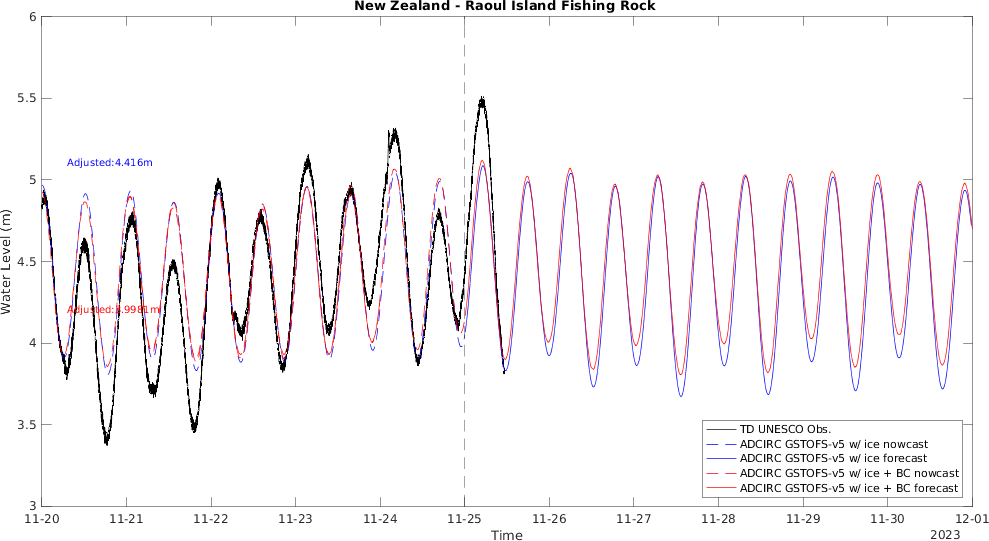 New Zealand - Raoul Island Fishing Rock
6
5.5
5
4.5
4
3.5
3
Water Level (m)
Adjusted:4.416m
TD UNESCO Obs.
ADCIRC GSTOFS-v5 w/ ice nowcast
ADCIRC GSTOFS-v5 w/ ice forecast
ADCIRC GSTOFS-v5 w/ ice + BC nowcast
ADCIRC GSTOFS-v5 w/ ice + BC forecast
11-20 11-21 11-22 11-23 11-24 11-25 11-26 11-27 11-28 11-29 11-30 12-01
Time
2023